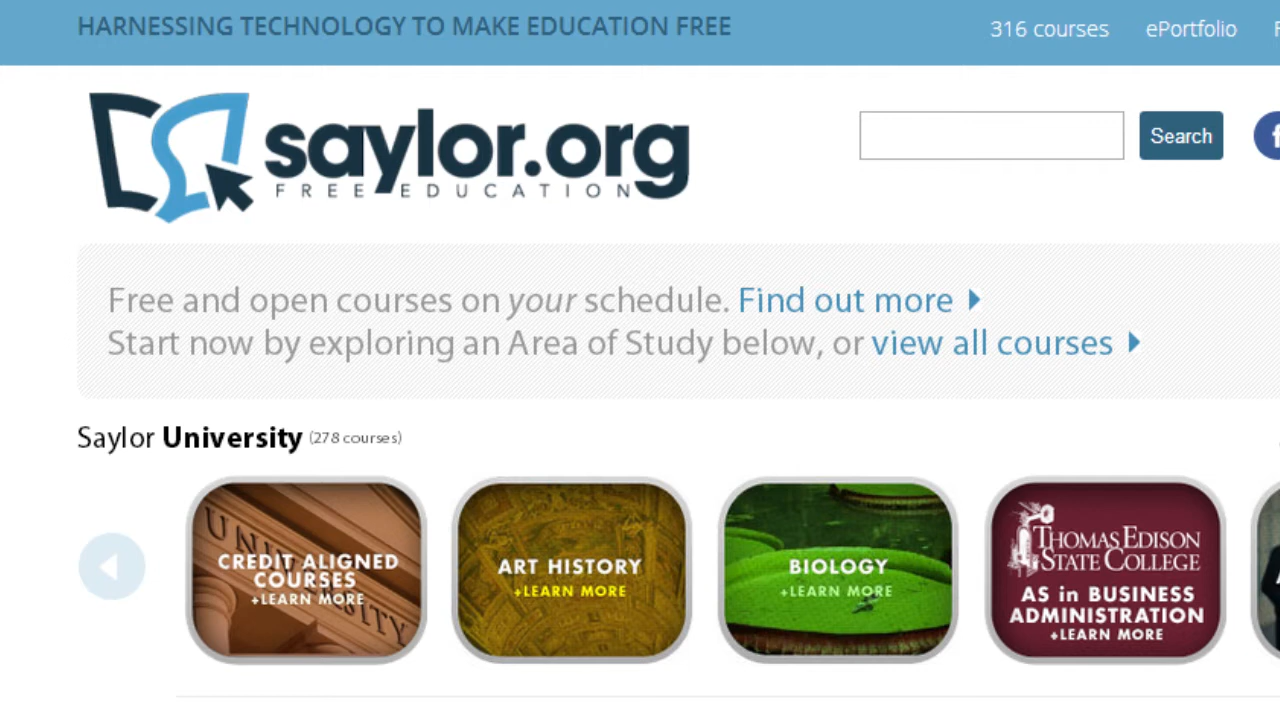 HARNESSING TECHNOLOGY TO MAKE EDUCATION FREE
316 courses ePortfolio
saylor.org
FREE EDUCATION
Search
Free and open courses on your schedule. Find out more
Start now by exploring an Area of Study below, or view all courses
Saylor University (278 courses)
UNIVERSITY
CREDIT ALIGNED
COURSES
+LEARN MORE
ART HISTORY
+LEARN MORE
BIOLOGY
+LEARN MORE
THOMAS EDISON
STATE COLLEGE
AS in BUSINESS
ADMINISTRATION
+LEARN MORE